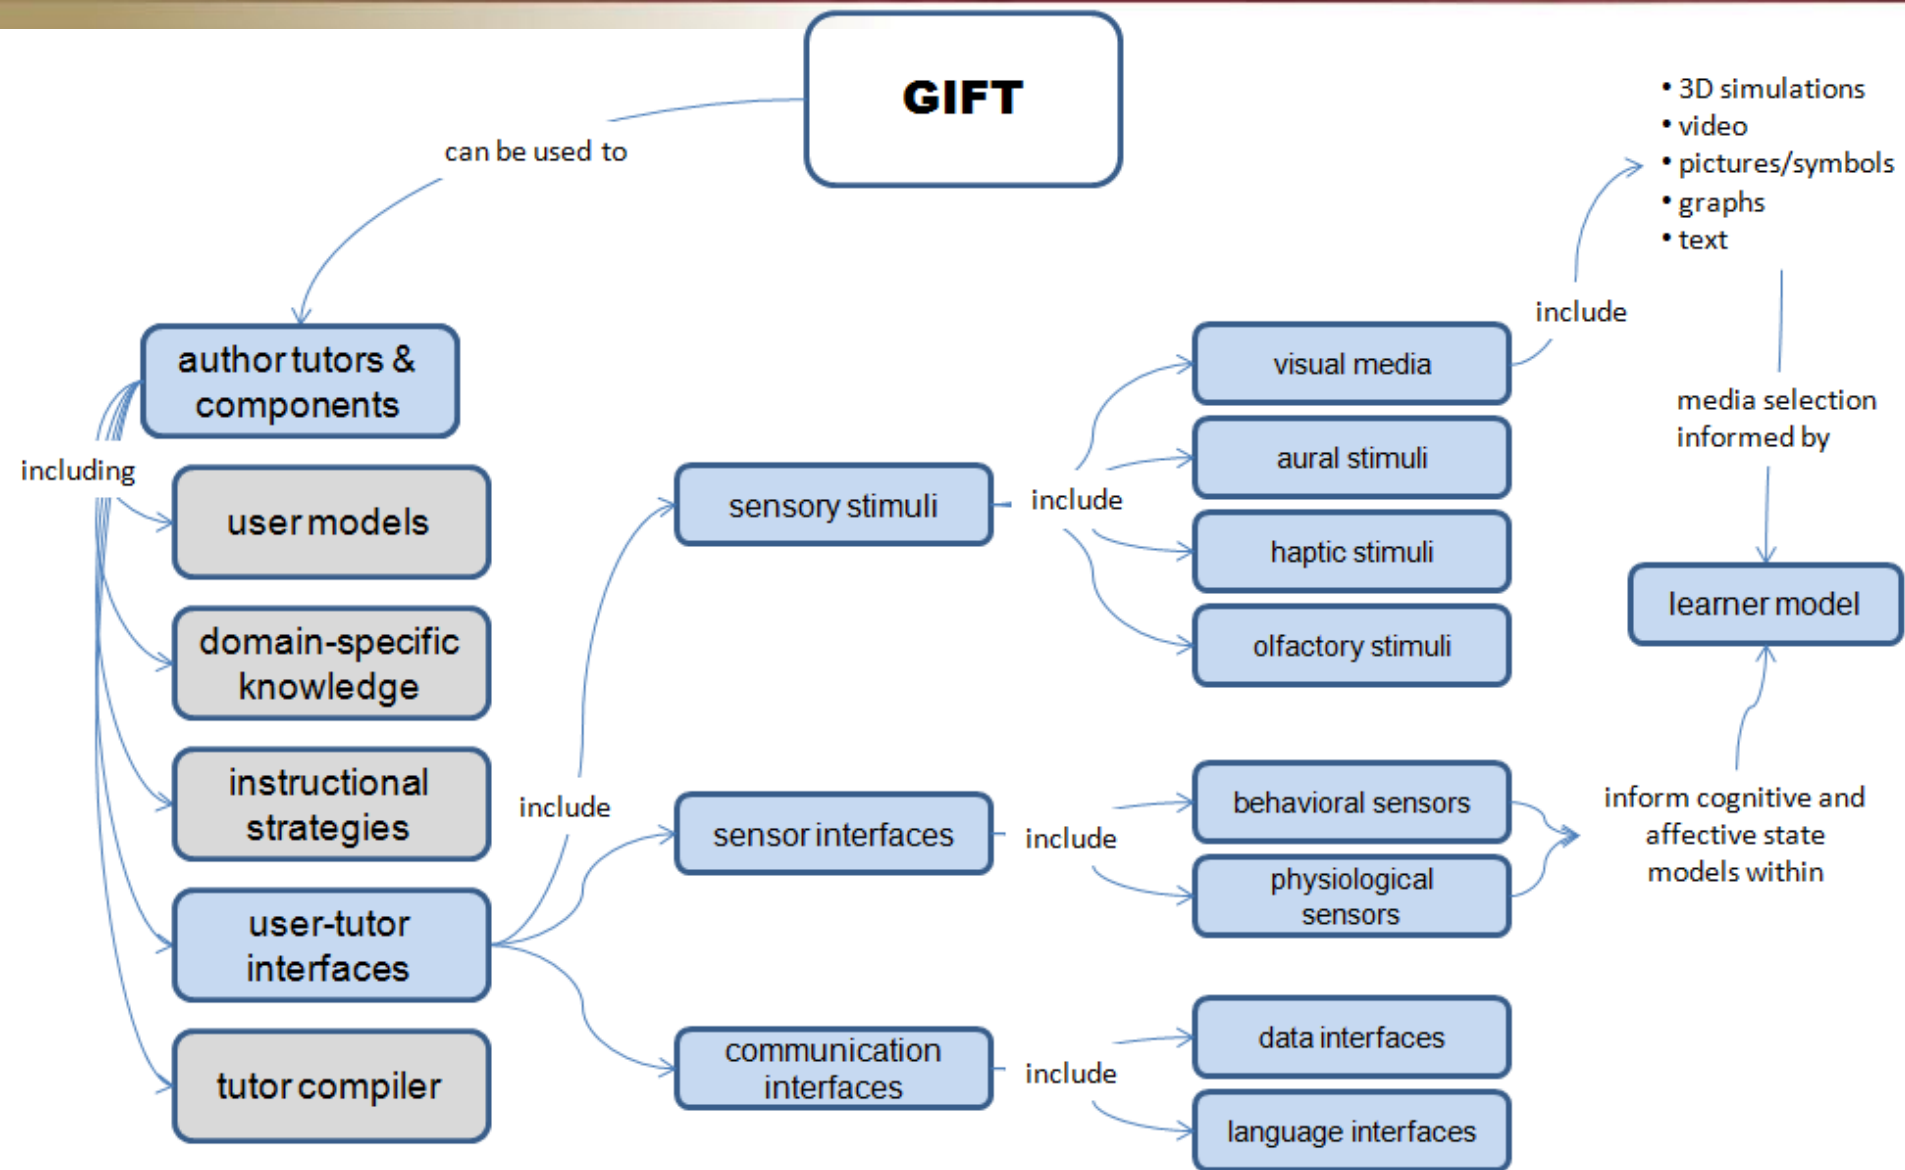 GIFT
can be used to
author tutors &
components
including
user models
domain-specific
knowledge
instructional
strategies
user-tutor
interfaces
tutor compiler
include
sensory stimuli
sensor interfaces
communication
interfaces
include
visual media
aural stimuli
haptic stimuli
olfactory stimuli
include
behavioral sensors
physiological
sensors
include
data interfaces
language interfaces
include
• 3D simulations
• video
• pictures/symbols
• graphs
• text
media selection
informed by
learner model
inform cognitive and
affective state
models within